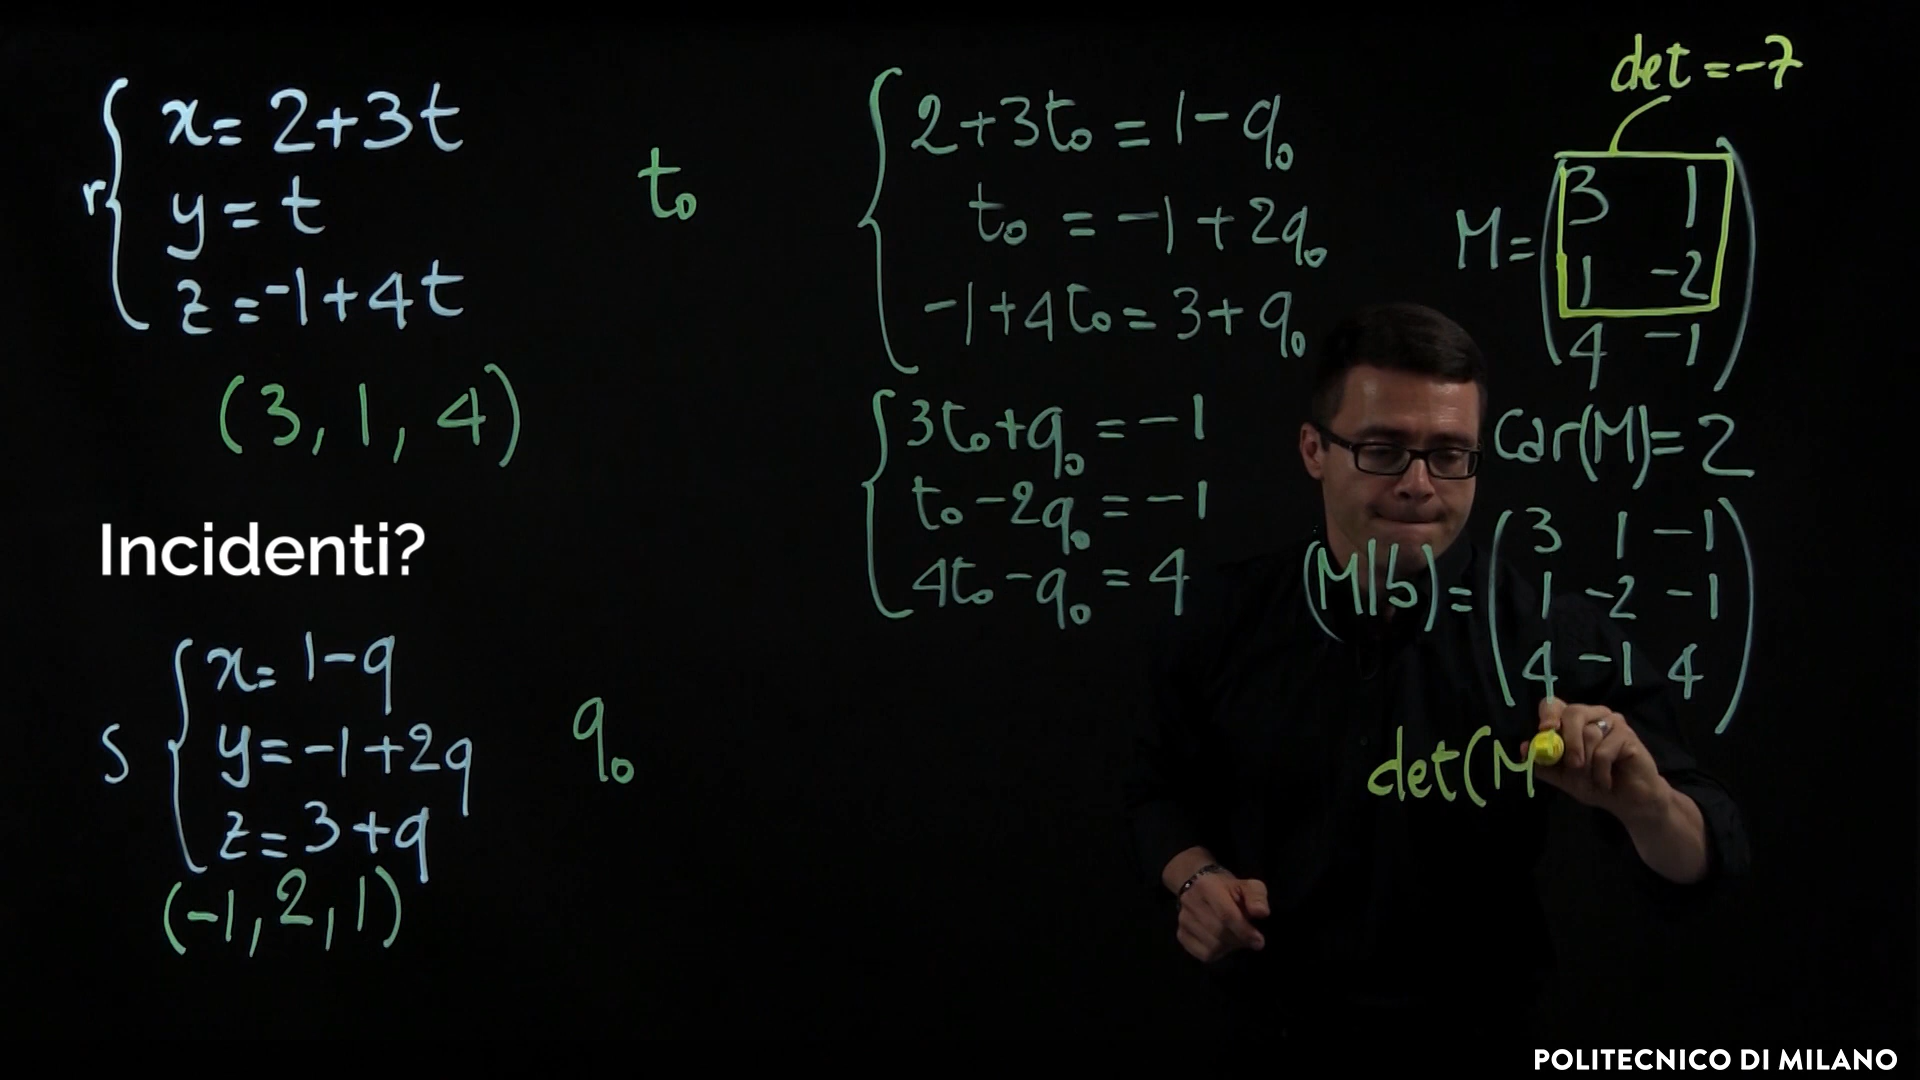 r { x = 2+3t
y = t
z = -1+4t
(3, 1, 4)
t₀
Incidenti?
s { x = 1-q
y = -1+2q
z = 3+q
(-1, 2, 1)
q₀
{ 2+3t₀ = 1-q₀
t₀ = -1+2q₀
-1+4t₀ = 3+q₀
{ 3t₀+q₀ = -1
t₀-2q₀ = -1
4t₀-q₀ = 4
det = -7
M = ( 3 1
1 -2
4 -1 )
car(M) = 2
(M|b) = ( 3 1 -1
1 -2 -1
4 -1 4 )
det(M
POLITECNICO DI MILANO